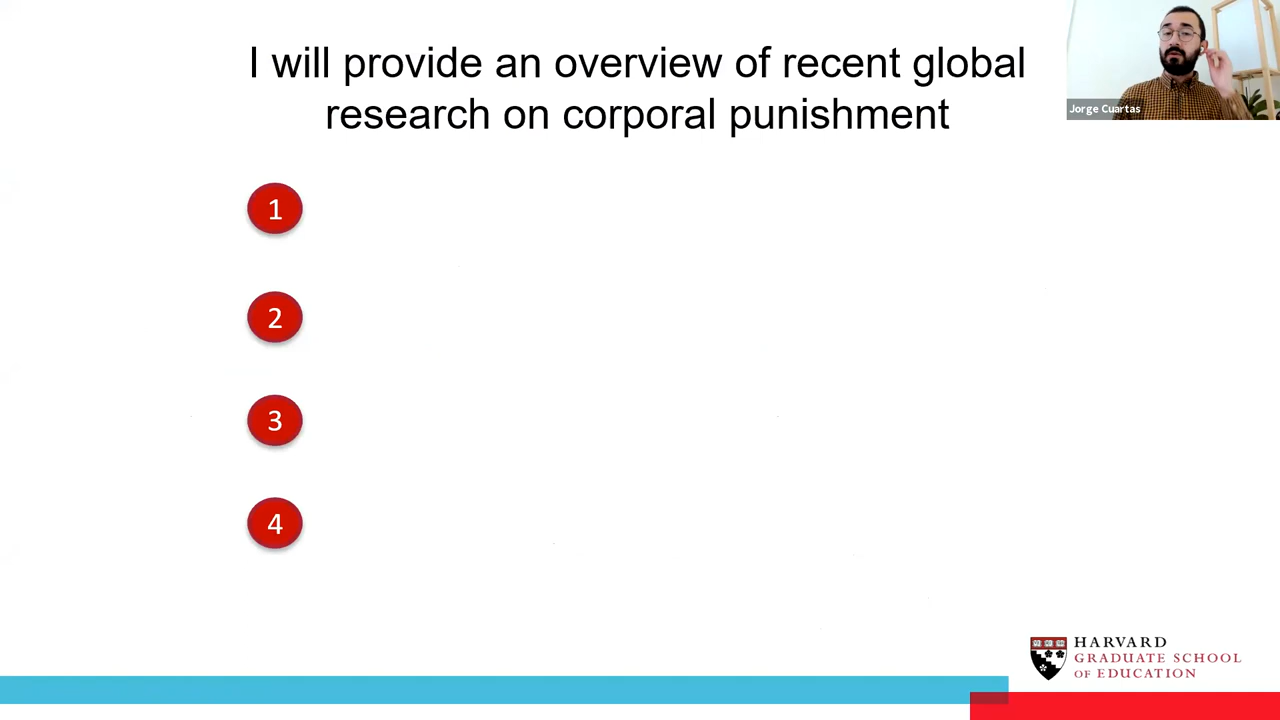 I will provide an overview of recent global
research on corporal punishment
Jorge Cuartas
1
2
3
4
HARVARD
GRADUATE SCHOOL
OF EDUCATION